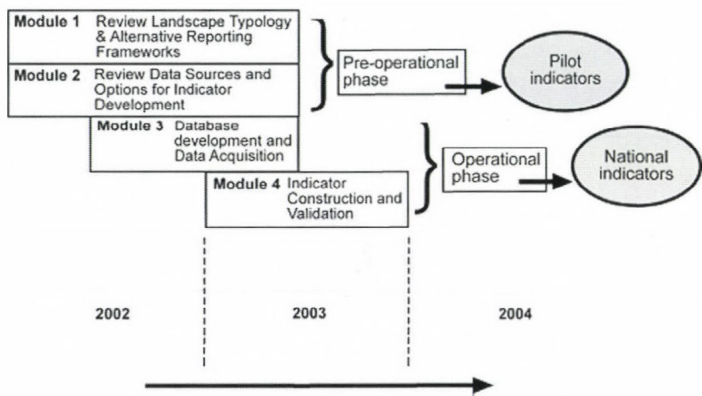 Module 1 Review Landscape Typology
& Alternative Reporting
Frameworks
Module 2 Review Data Sources and
Options for Indicator
Development
Module 3 Database
development and
Data Acquisition
Module 4 Indicator
Construction and
Validation
Pre-operational
phase
Pilot
indicators
Operational
phase
National
indicators
2002
2003
2004